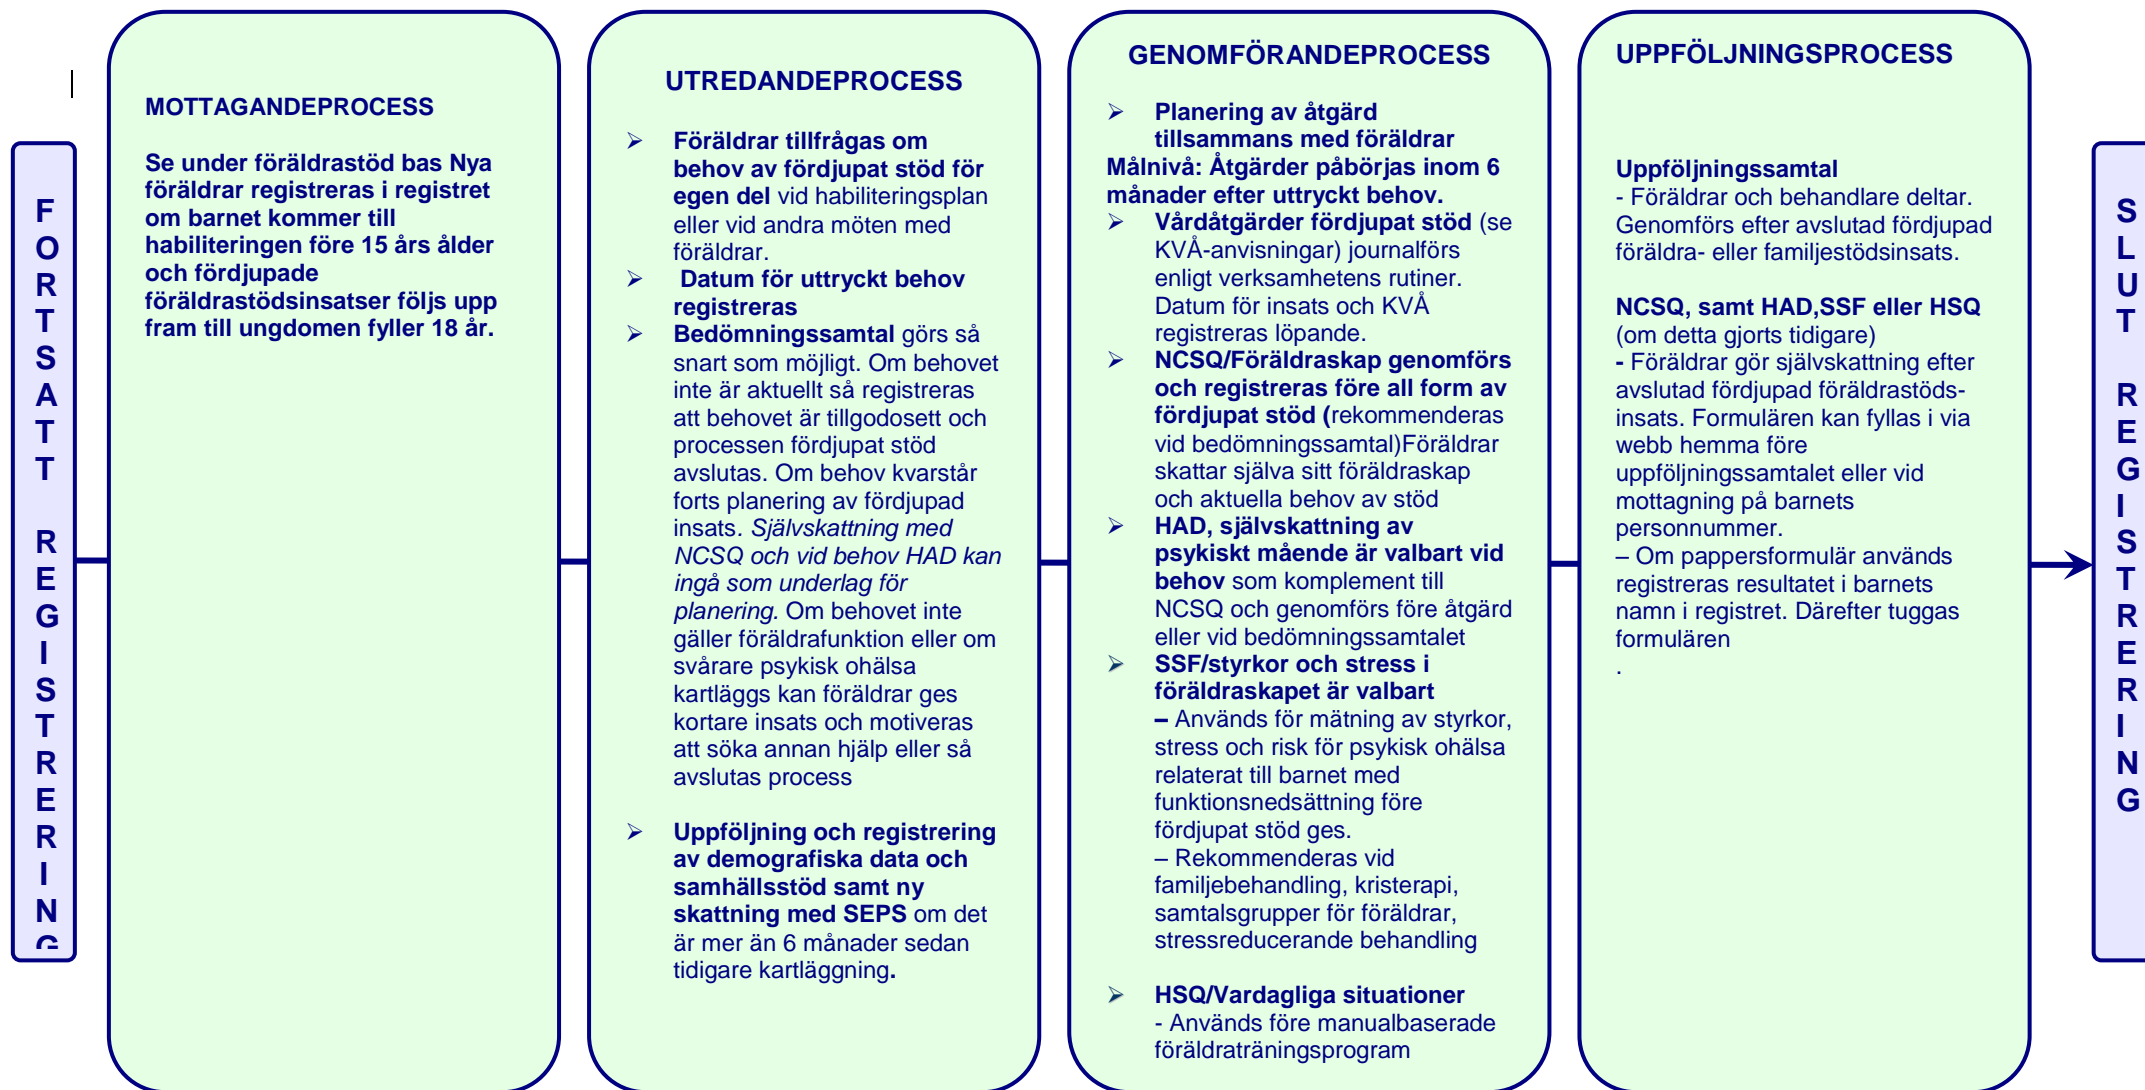 F
O
R
T
S
A
T
T
R
E
G
I
S
T
R
E
R
I
N
G
MOTTAGANDEPROCESS
Se under föräldrastöd bas Nya
föräldrar registreras i registret
om barnet kommer till
habiliteringen före 15 års ålder
och fördjupade
föräldrastödsinsatser följs upp
fram till ungdomen fyller 18 år.
UTREDANDEPROCESS
➢ Föräldrar tillfrågas om
behov av fördjupat stöd för
egen del vid habiliteringsplan
eller vid andra möten med
föräldrar.
➢ Datum för uttryckt behov
registreras
➢ Bedömningssamtal görs så
snart som möjligt. Om behovet
inte är aktuellt så registreras
att behovet är tillgodosett och
processen fördjupat stöd
avslutas. Om behov kvarstår
forts planering av fördjupad
insats. Självskattning med
NCSQ och vid behov HAD kan
ingå som underlag för
planering. Om behovet inte
gäller föräldrafunktion eller om
svårare psykisk ohälsa
kartläggs kan föräldrar ges
kortare insats och motiveras
att söka annan hjälp eller så
avslutas process
➢ Uppföljning och registrering
av demografiska data och
samhällsstöd samt ny
skattning med SEPS om det
är mer än 6 månader sedan
tidigare kartläggning.
GENOMFÖRANDEPROCESS
➢ Planering av åtgärd
tillsammans med föräldrar
Målnivå: Åtgärder påbörjas inom 6
månader efter uttryckt behov.
➢ Vårdåtgärder fördjupat stöd (se
KVÅ-anvisningar) journalförs
enligt verksamhetens rutiner.
Datum för insats och KVÅ
registreras löpande.
➢ NCSQ/Föräldraskap genomförs
och registreras före all form av
fördjupat stöd (rekommenderas
vid bedömningssamtal)Föräldrar
skattar själva sitt föräldraskap
och aktuella behov av stöd
➢ HAD, självskattning av
psykiskt mående är valbart vid
behov som komplement till
NCSQ och genomförs före åtgärd
eller vid bedömningssamtalet
➢ SSF/styrkor och stress i
föräldraskapet är valbart
– Används för mätning av styrkor,
stress och risk för psykisk ohälsa
relaterat till barnet med
funktionsnedsättning före
fördjupat stöd ges.
– Rekommenderas vid
familjebehandling, kristerapi,
samtalsgrupper för föräldrar,
stressreducerande behandling
➢ HSQ/Vardagliga situationer
- Används före manualbaserade
föräldraträningsprogram
UPPFÖLJNINGSPROCESS
Uppföljningssamtal
- Föräldrar och behandlare deltar.
Genomförs efter avslutad fördjupad
föräldra- eller familjestödsinsats.
NCSQ, samt HAD,SSF eller HSQ
(om detta gjorts tidigare)
- Föräldrar gör självskattning efter
avslutad fördjupad föräldrastöds-
insats. Formulären kan fyllas i via
webb hemma före
uppföljningssamtalet eller vid
mottagning på barnets
personnummer.
– Om pappersformulär används
registreras resultatet i barnets
namn i registret. Därefter tuggas
formulären
.
S
L
U
T
R
E
G
I
S
T
R
E
R
I
N
G